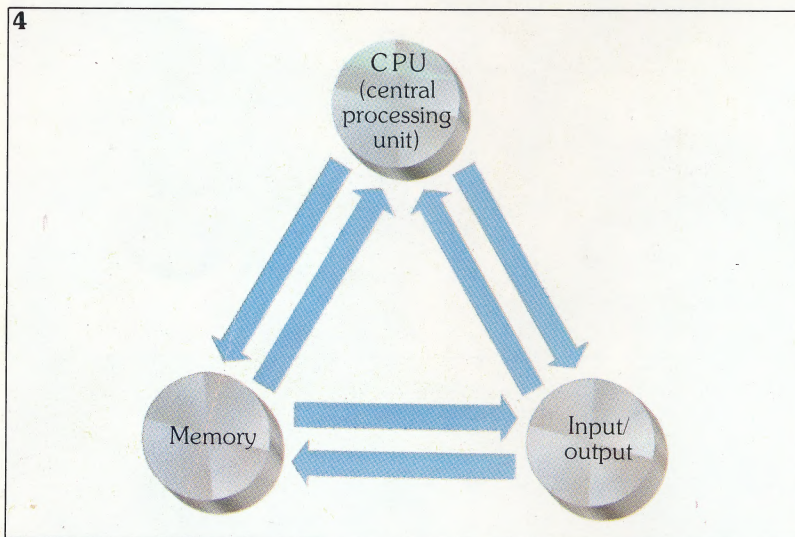 4
CPU
(central
processing
unit)
Memory
Input/
output